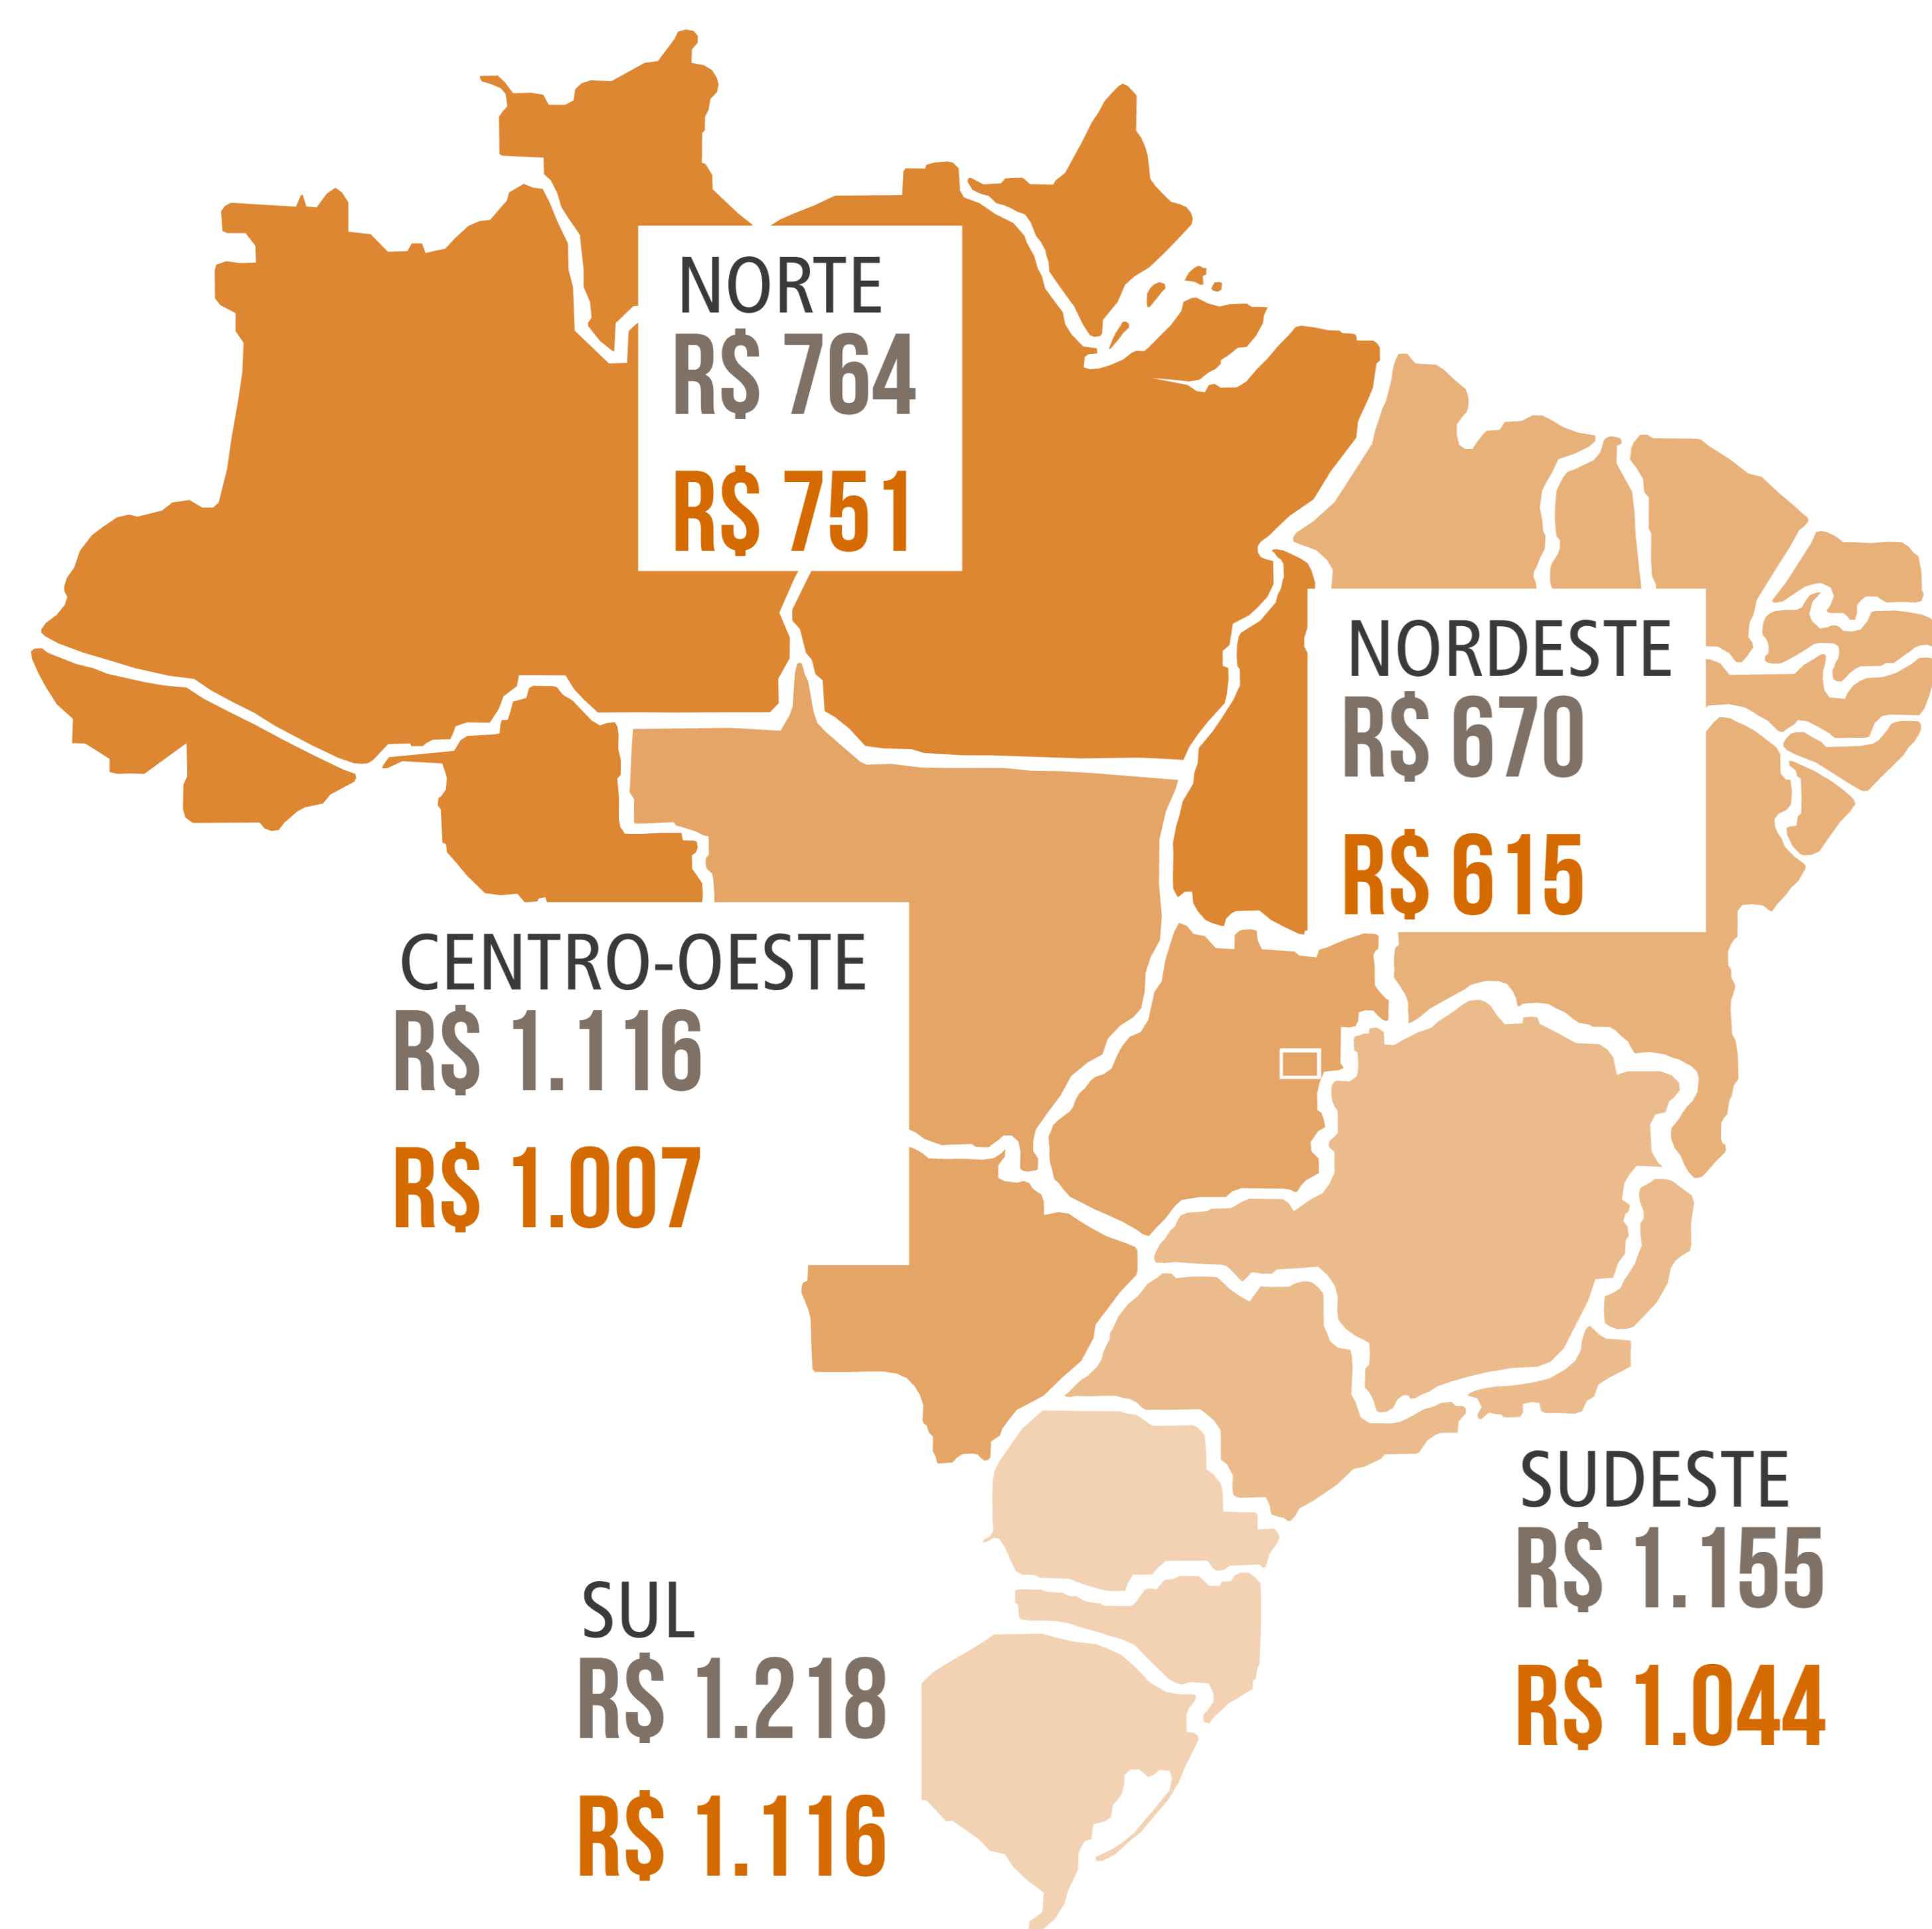 NORTE
R$ 764
R$ 751
NORDESTE
R$ 670
R$ 615
CENTRO-OESTE
R$ 1.116
R$ 1.007
SUDESTE
R$ 1.155
R$ 1.044
SUL
R$ 1.218
R$ 1.116